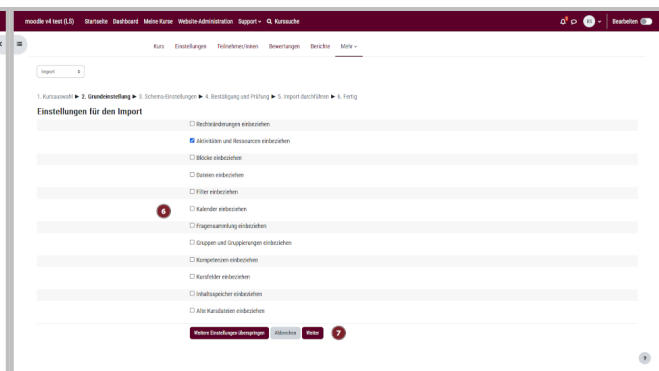 moodle v4 test (LS) Startseite Dashboard Meine Kurse Website-Administration Support Kurssuche Bearbeiten
Kurs Einstellungen Teilnehmer/innen Bewertungen Berichte Mehr
Import
1. Kursauswahl ► 2. Grundeinstellung ► 3. Schema-Einstellungen ► 4. Bestätigung und Prüfung ► 5. Import durchführen ► 6. Fertig
Einstellungen für den Import
Rechteänderungen einbeziehen
Aktivitäten und Ressourcen einbeziehen
Blöcke einbeziehen
Dateien einbeziehen
Filter einbeziehen
6 Kalender einbeziehen
Fragensammlung einbeziehen
Gruppen und Gruppierungen einbeziehen
Kompetenzen einbeziehen
Kursfelder einbeziehen
Inhaltsspeicher einbeziehen
Alte Kursdateien einbeziehen
Weitere Einstellungen überspringen Abbrechen Weiter 7
?